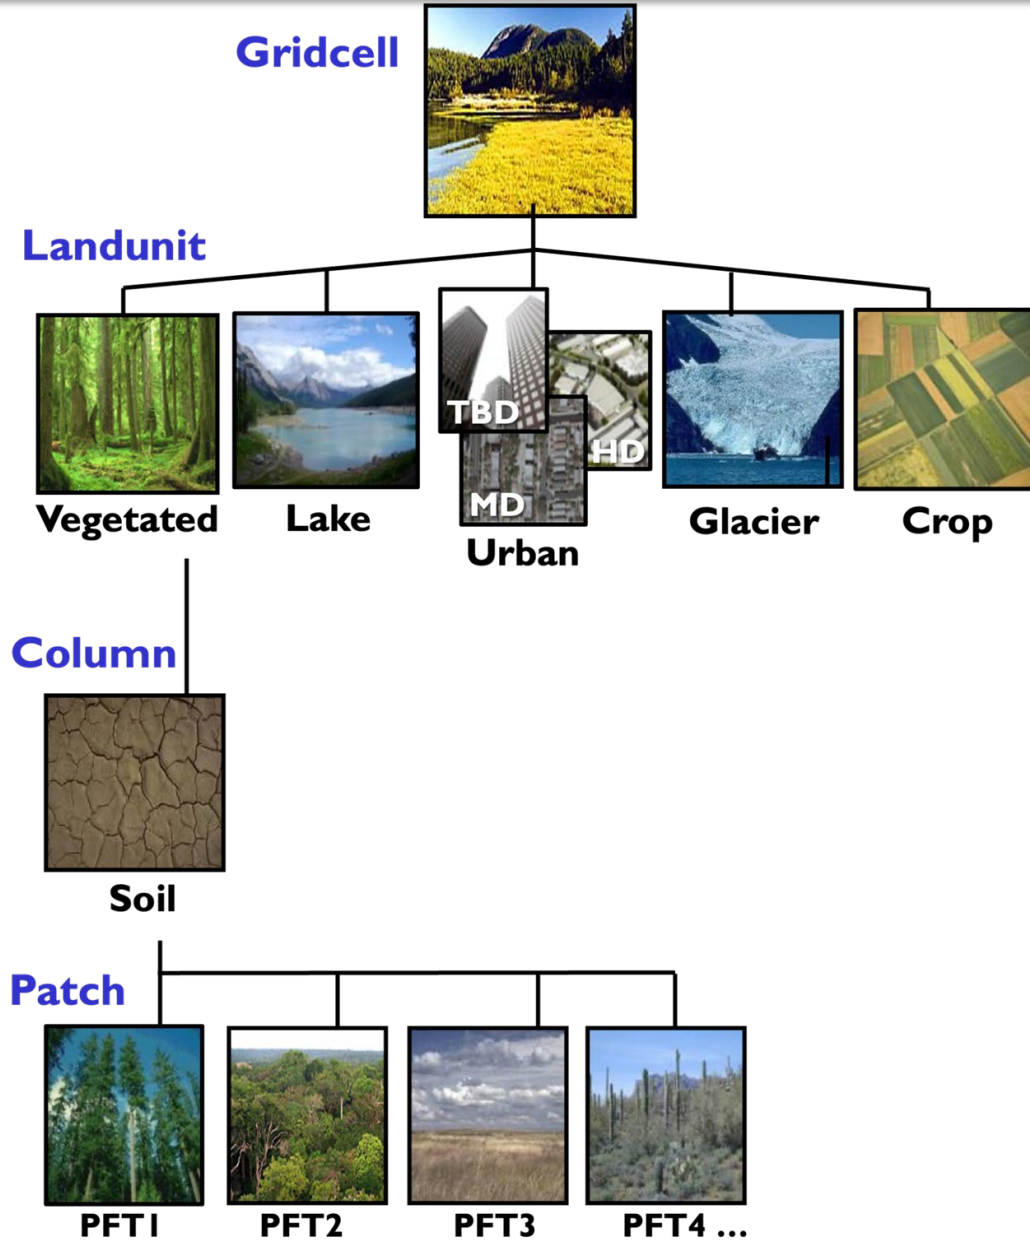 Gridcell
Landunit
TBD
HD
MD
Vegetated
Lake
Urban
Glacier
Crop
Column
Soil
Patch
PFT1
PFT2
PFT3
PFT4 ...